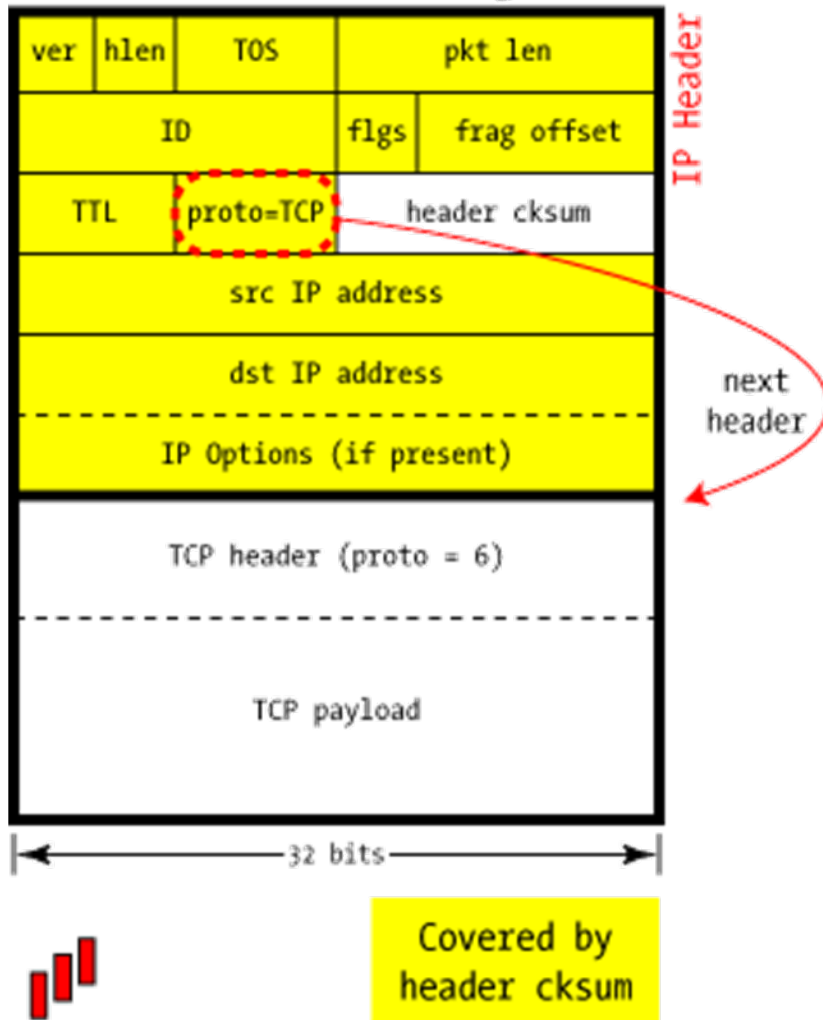 ver hlen TOS pkt len
IP Header
ID flgs frag offset
TTL proto=TCP header cksum
src IP address
dst IP address
next
header
IP Options (if present)
TCP header (proto = 6)
TCP payload
32 bits
Covered by
header cksum